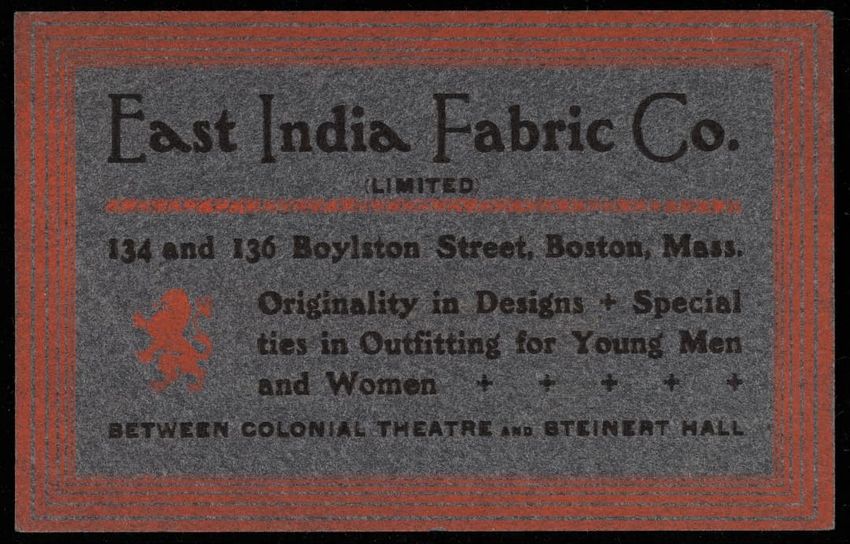 East India Fabric Co.
(LIMITED)
134 and 136 Boylston Street, Boston, Mass.
Originality in Designs + Special
ties in Outfitting for Young Men
and Women + + + + +
BETWEEN COLONIAL THEATRE AND STEINERT HALL